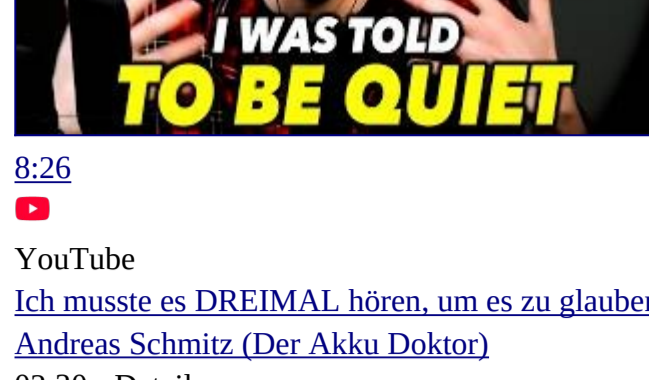 I WAS TOLD
TO BE QUIET
8:26
YouTube
Ich musste es DREIMAL hören, um es zu glauben
Andreas Schmitz (Der Akku Doktor)